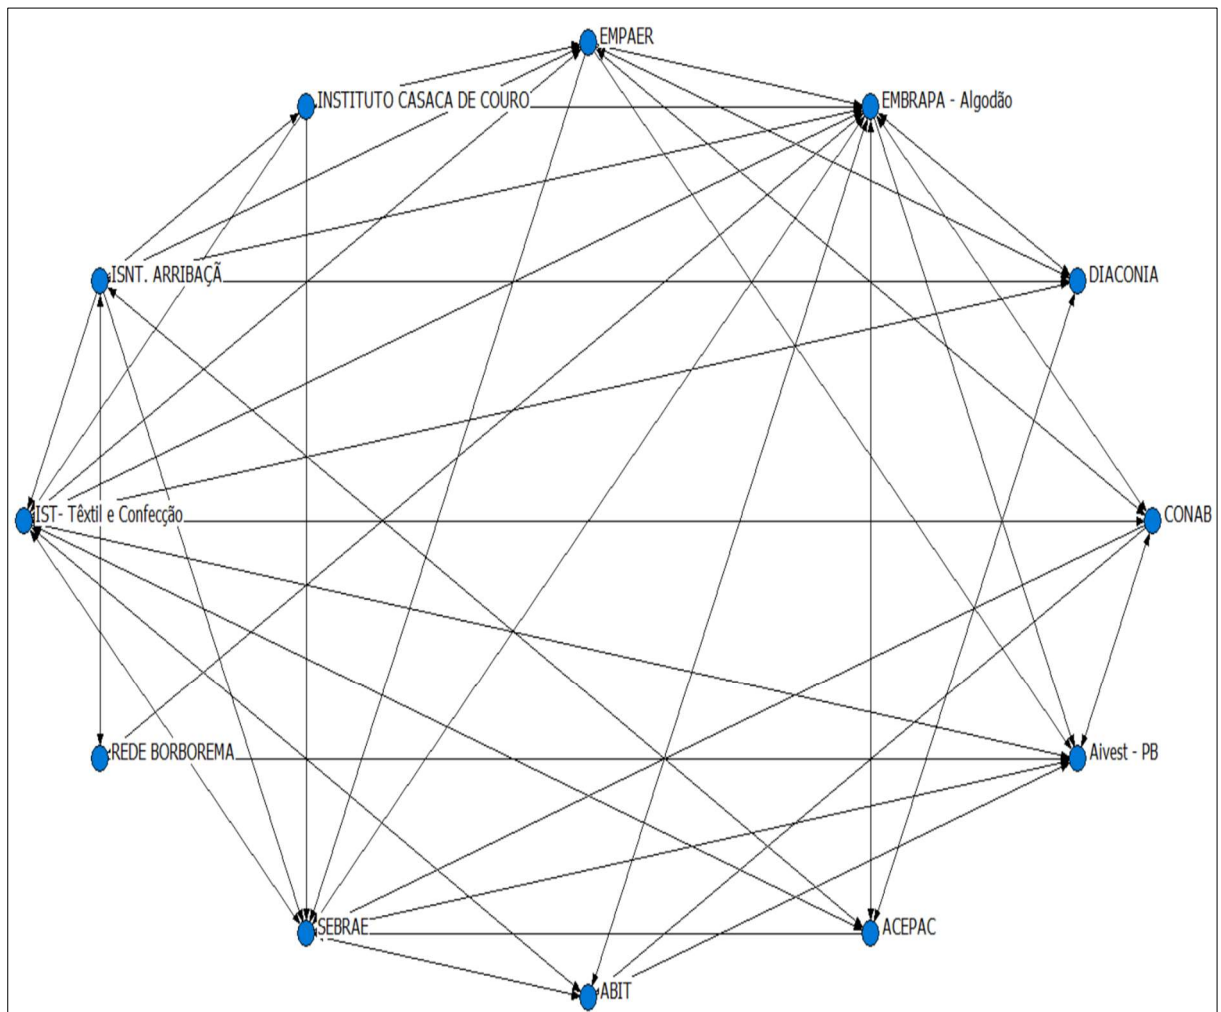 EMPAER
INSTITUTO CASACA DE COURO
EMBRAPA - Algodão
ISNT. ARRIBAÇÃ
DIACONIA
IST- Têxtil e Confecção
CONAB
REDE BORBOREMA
Aivest - PB
SEBRAE
ACEPAC
ABIT